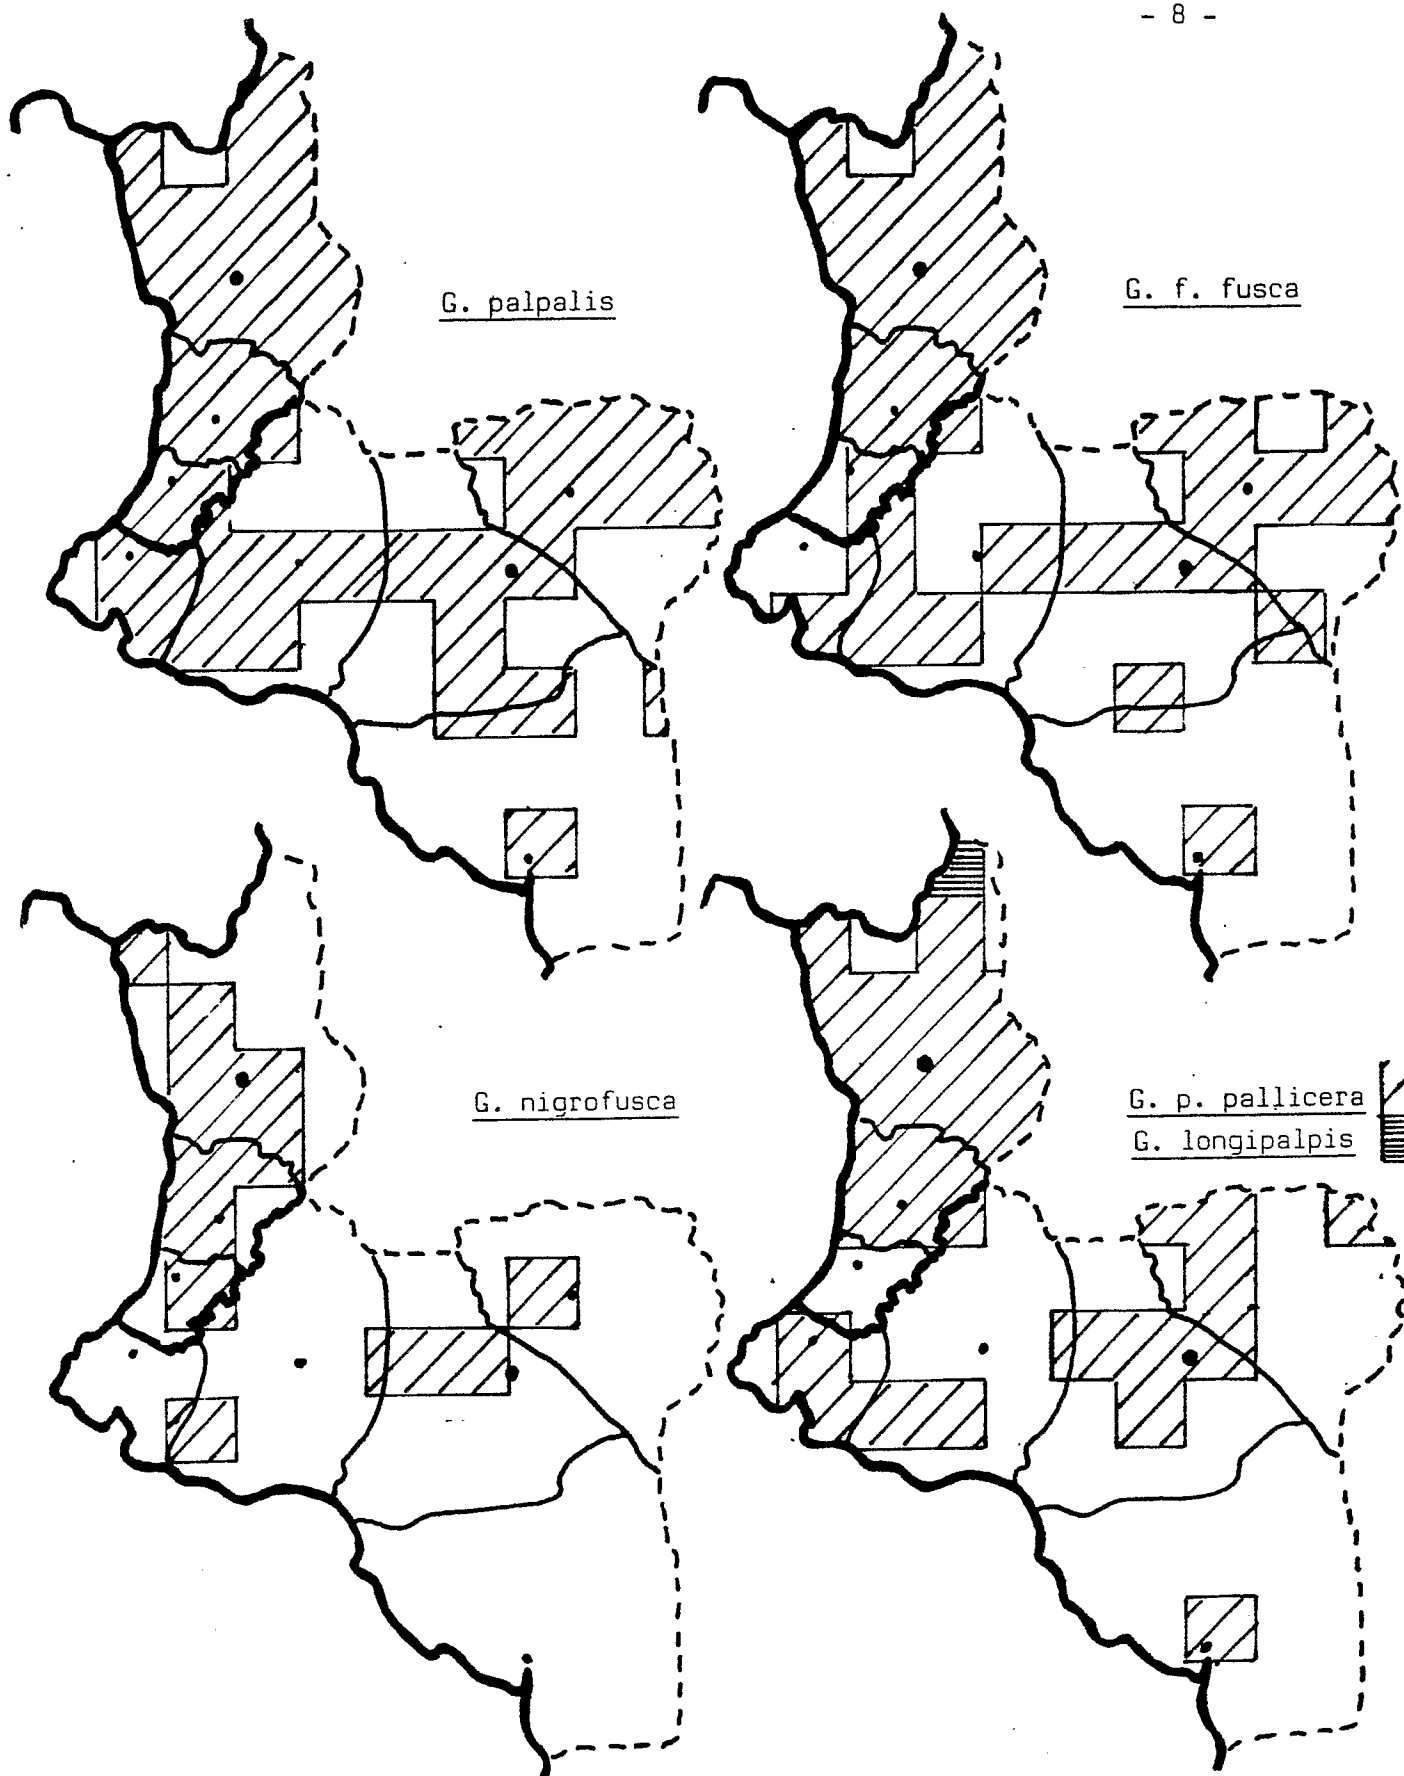 - 8 -
G. palpalis
G. f. fusca
G. nigrofusca
G. p. pallicera
G. longipalpis